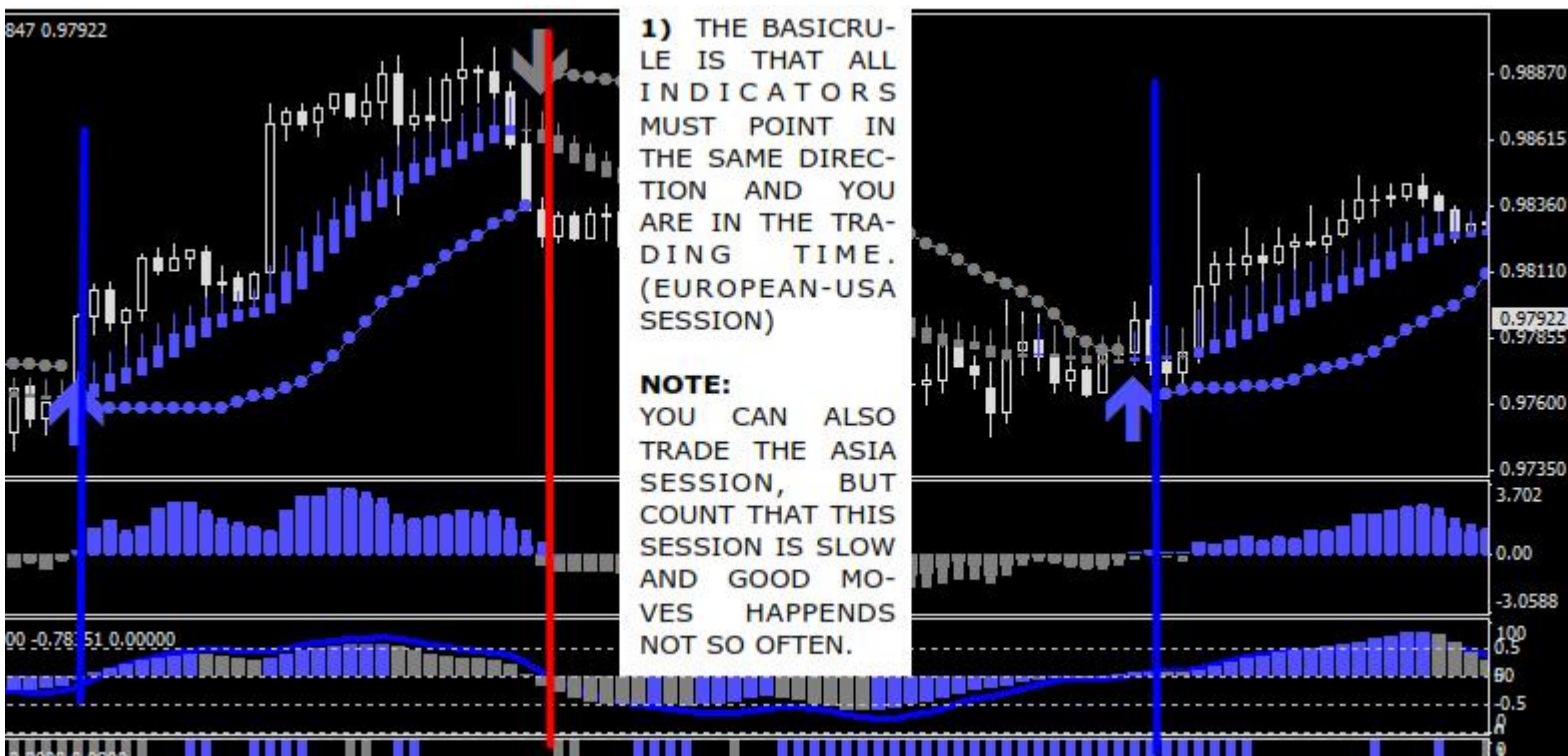 847 0.97922
1) THE BASICRU-
LE IS THAT ALL
INDICATORS
MUST POINT IN
THE SAME DIREC-
TION AND YOU
ARE IN THE TRA-
DING TIME.
(EUROPEAN-USA
SESSION)
NOTE:
YOU CAN ALSO
TRADE THE ASIA
SESSION, BUT
COUNT THAT THIS
SESSION IS SLOW
AND GOOD MO-
VES HAPPENDS
NOT SO OFTEN.
0.98870
0.98615
0.98360
0.98110
0.97922
0.97855
0.97600
0.97350
3.702
0.00
-3.0588
00 -0.78351 0.00000
100
0.5
-0.5